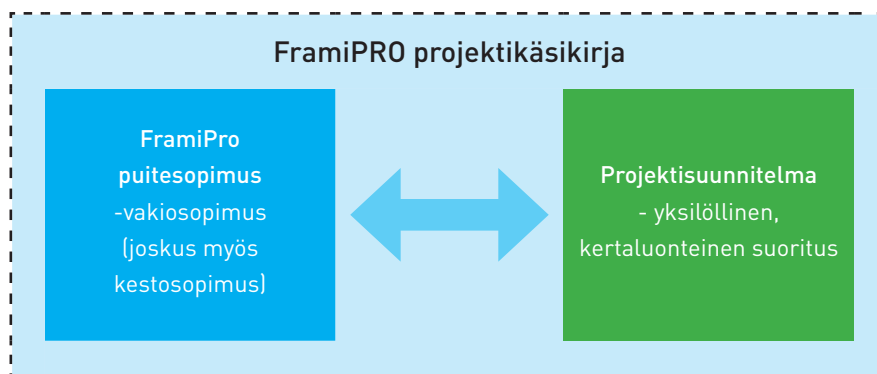 FramiPRO projektikäsikirja
FramiPro
puitesopimus
-vakiosopimus
(joskus myös
kestosopimus)
Projektisuunnitelma
- yksilöllinen,
kertaluonteinen suoritus